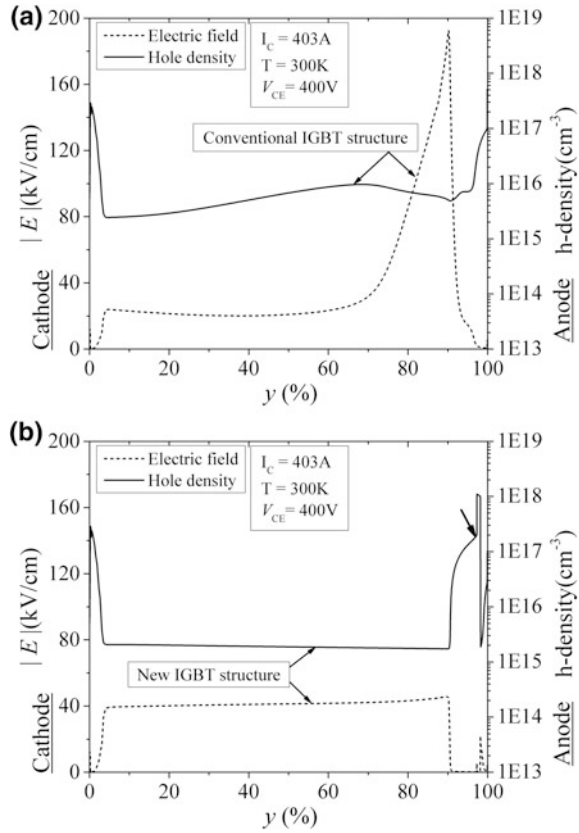 (a)
200
160
120
80
40
0
| E |(kV/cm)
Cathode
Electric field
Hole density
I_C = 403A
T = 300K
V_CE = 400V
Conventional IGBT structure
1E19
1E18
1E17
1E16
1E15
1E14
1E13
h-density(cm⁻³)
Anode
0 20 40 60 80 100
y (%)
(b)
200
160
120
80
40
0
| E |(kV/cm)
Cathode
Electric field
Hole density
I_C = 403A
T = 300K
V_CE = 400V
New IGBT structure
1E19
1E18
1E17
1E16
1E15
1E14
1E13
h-density(cm⁻³)
Anode
0 20 40 60 80 100
y (%)